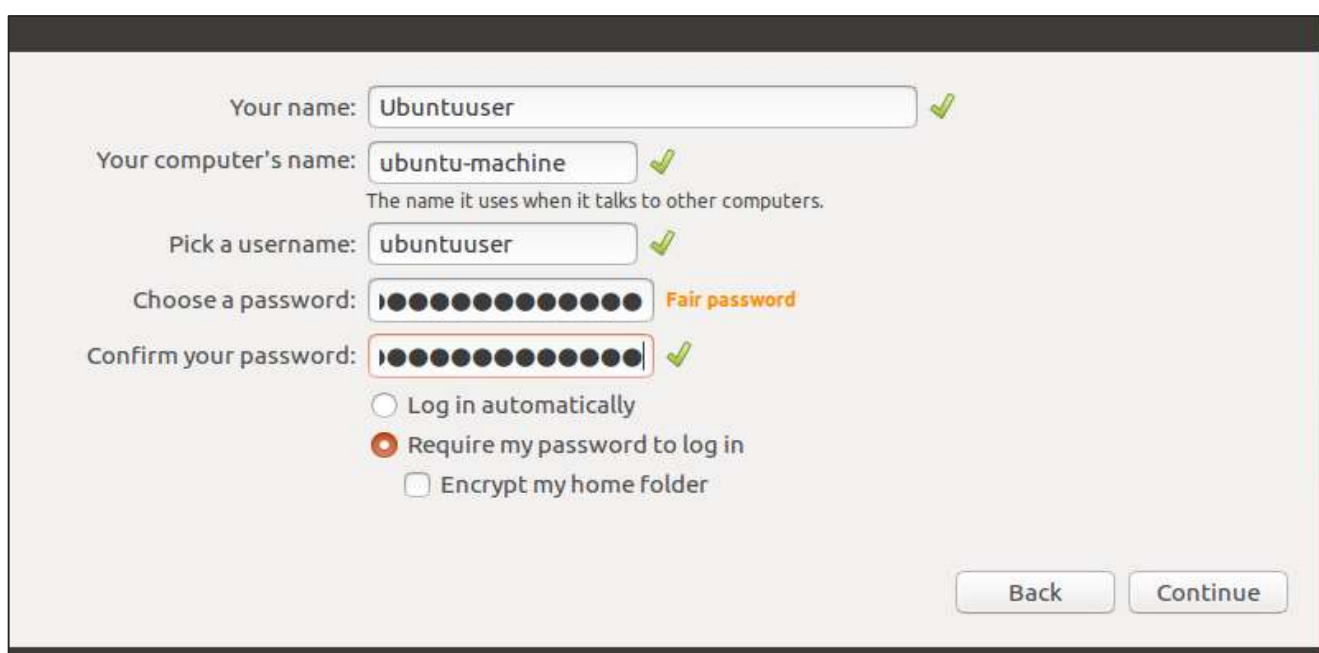 Your name: Ubuntuuser
Your computer's name: ubuntu-machine
The name it uses when it talks to other computers.
Pick a username: ubuntuuser
Choose a password: ●●●●●●●●●●●●● Fair password
Confirm your password: ●●●●●●●●●●●●●
Log in automatically
Require my password to log in
Encrypt my home folder
Back Continue